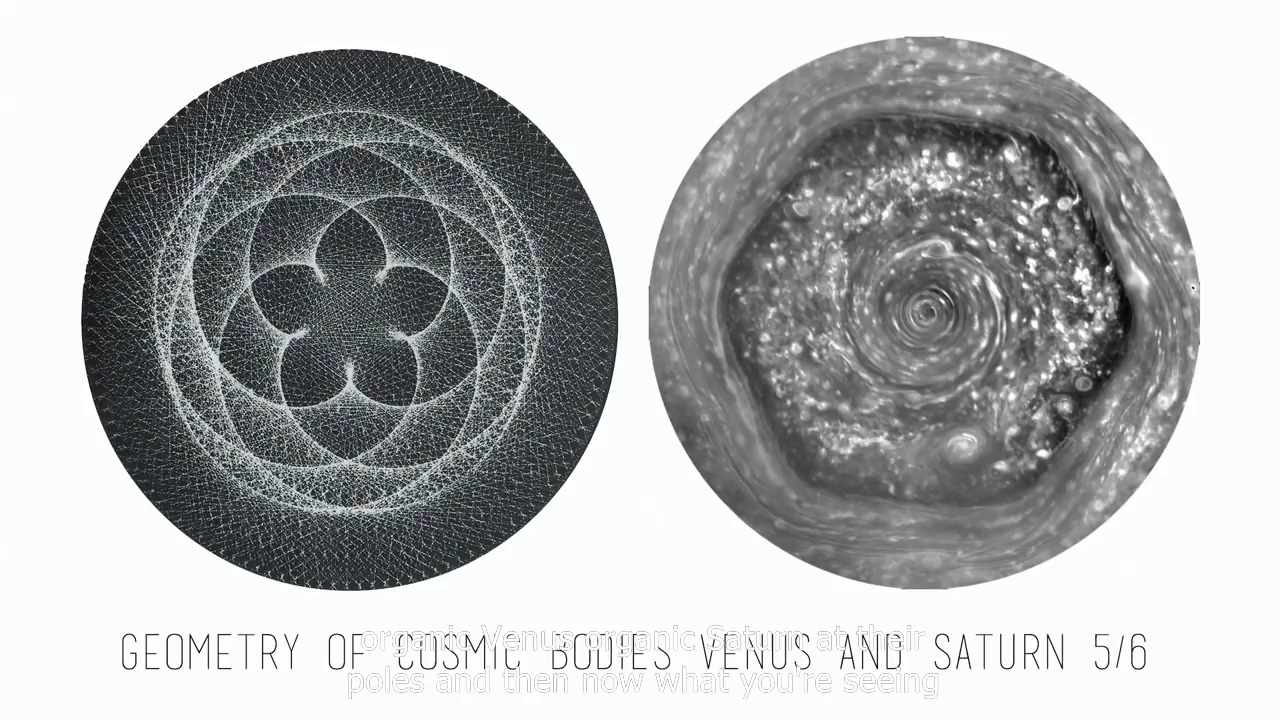 GEOMETRY OF COSMIC BODIES VENUS AND SATURN 5/6
organic Venus organic Saturn at their
poles and then now what you're seeing